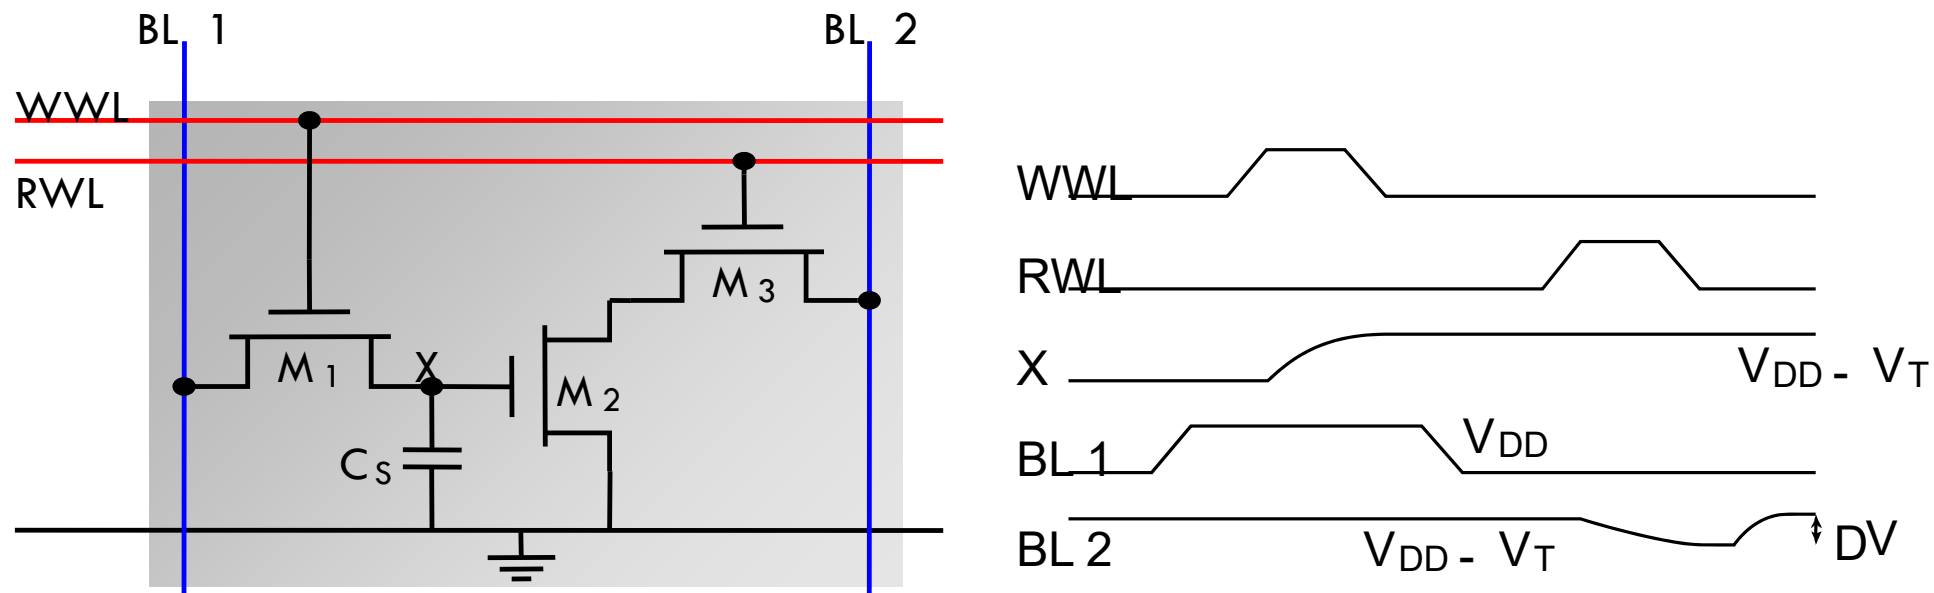 BL 1
BL 2
WWL
RWL
M 3
M 1
X
M 2
C S
WWL
RWL
X
V DD - V T
BL 1
V DD
BL 2
V DD - V T
DV